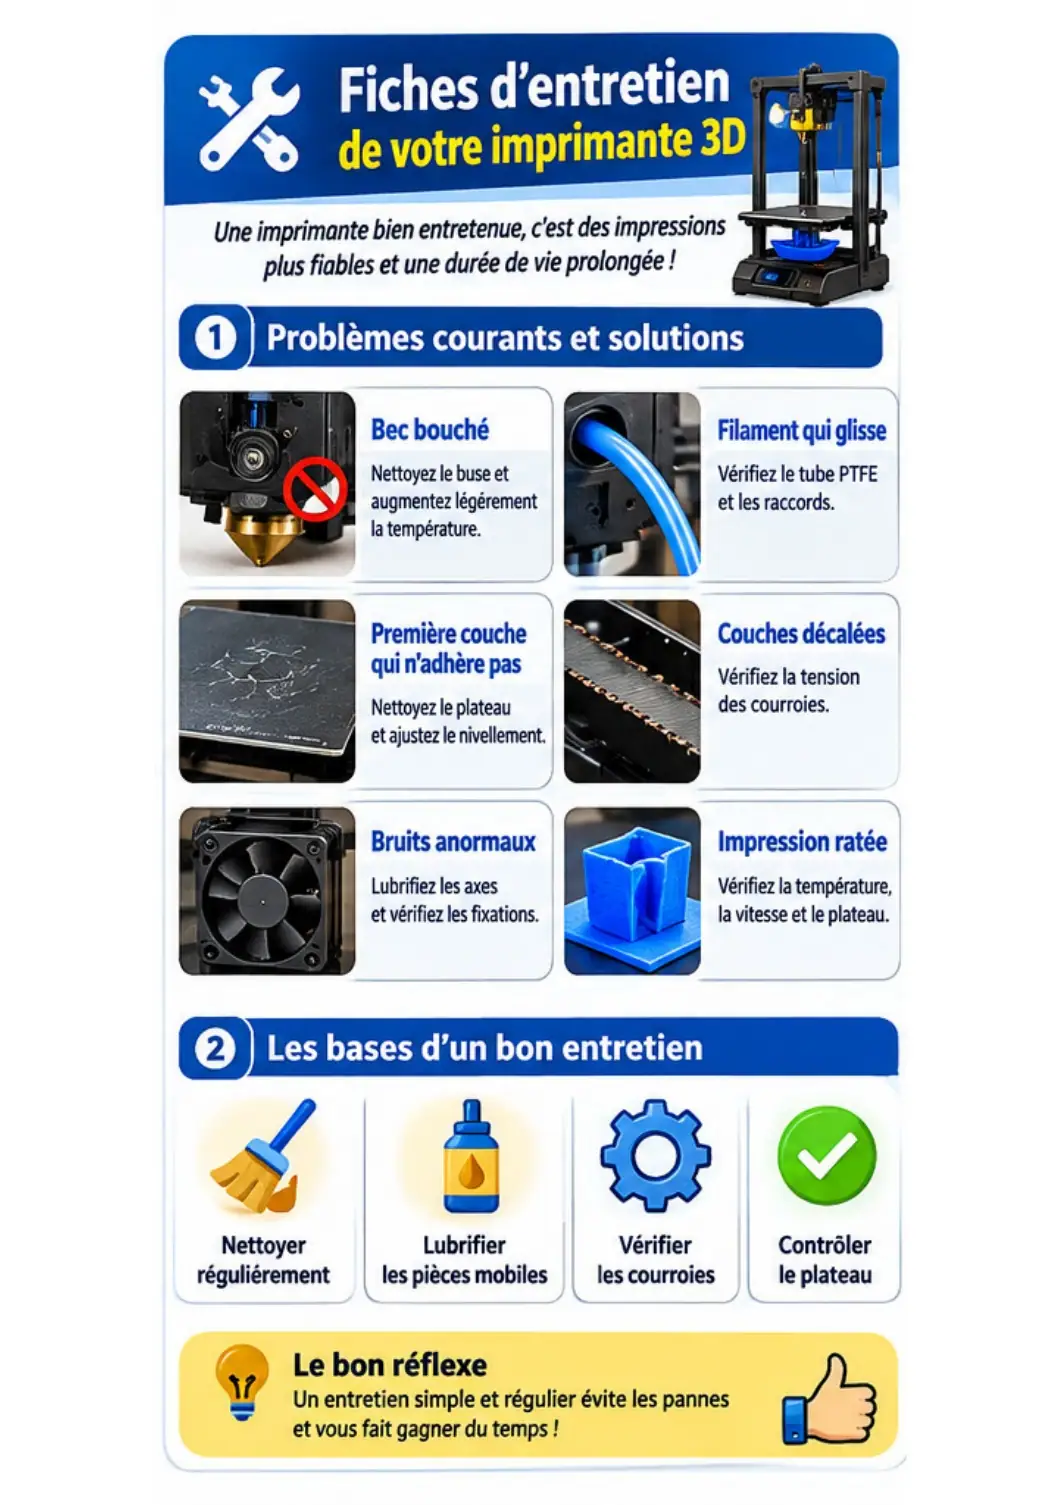 Fiches d'entretien
de votre imprimante 3D
Une imprimante bien entretenue, c'est des impressions
plus fiables et une durée de vie prolongée !
1 Problèmes courants et solutions
Bec bouché
Nettoyez le buse et
augmentez légérement
la température.
Filament qui glisse
Vérifiez le tube PTFE
et les raccords.
Première couche
qui n'adhère pas
Nettoyez le plateau
et ajustez le nivellement.
Couches décalées
Vérifiez la tension
des courroies.
Bruits anormaux
Lubrifiez les axes
et vérifiez les fixations.
Impression ratée
Vérifiez la température,
la vitesse et le plateau.
2 Les bases d'un bon entretien
Nettoyer
réguliérement
Lubrifier
les pièces mobiles
Vérifier
les courroies
Contrôler
le plateau
Le bon réflexe
Un entretien simple et régulier évite les pannes
et vous fait gagner du temps !